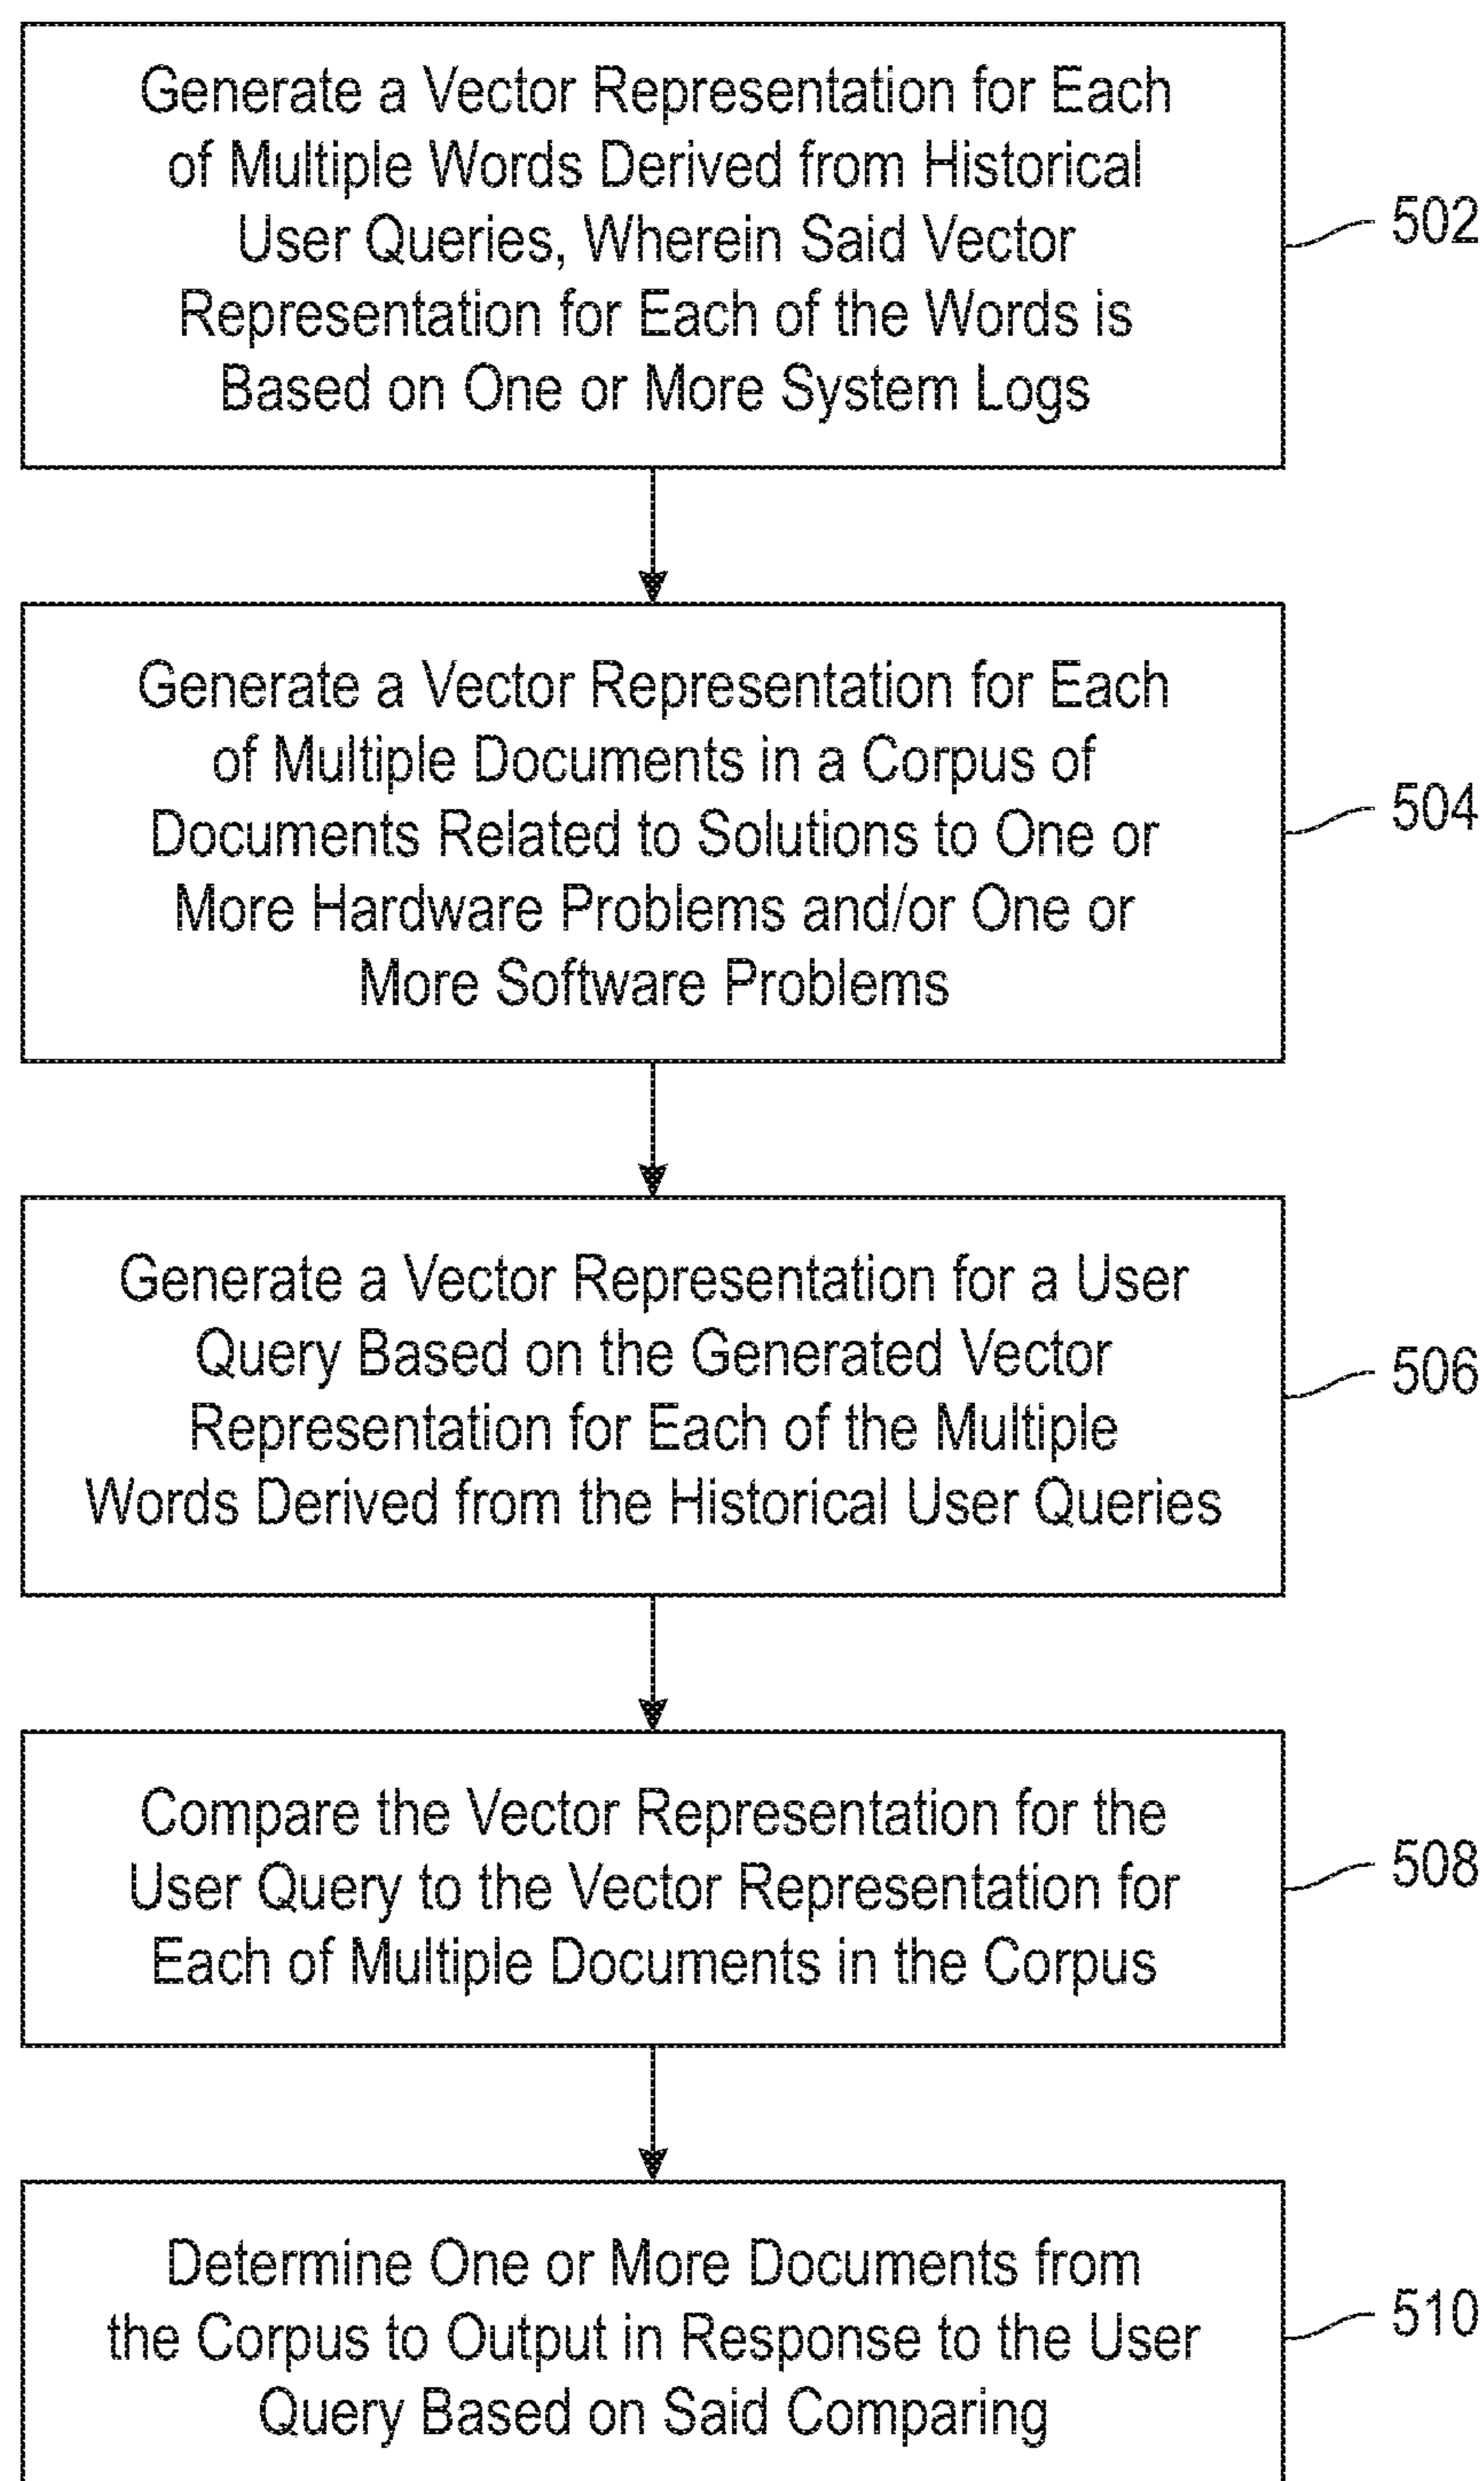 Generate a Vector Representation for Each
of Multiple Words Derived from Historical
User Queries, Wherein Said Vector
Representation for Each of the Words is
Based on One or More System Logs
502
Generate a Vector Representation for Each
of Multiple Documents in a Corpus of
Documents Related to Solutions to One or
More Hardware Problems and/or One or
More Software Problems
504
Generate a Vector Representation for a User
Query Based on the Generated Vector
Representation for Each of the Multiple
Words Derived from the Historical User Queries
506
Compare the Vector Representation for the
User Query to the Vector Representation for
Each of Multiple Documents in the Corpus
508
Determine One or More Documents from
the Corpus to Output in Response to the User
Query Based on Said Comparing
510